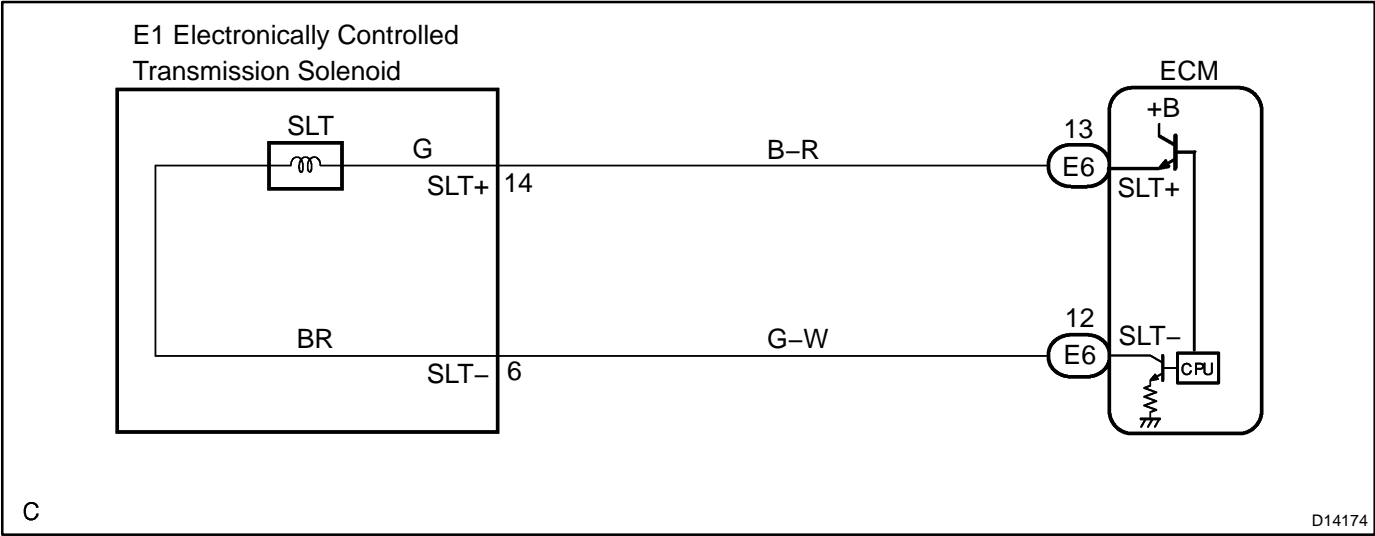 E1 Electronically Controlled
Transmission Solenoid
ECM
SLT
+B
G
B–R
13
E6
SLT+
14
SLT+
BR
G–W
12
E6
SLT–
SLT–
6
CPU
C
D14174